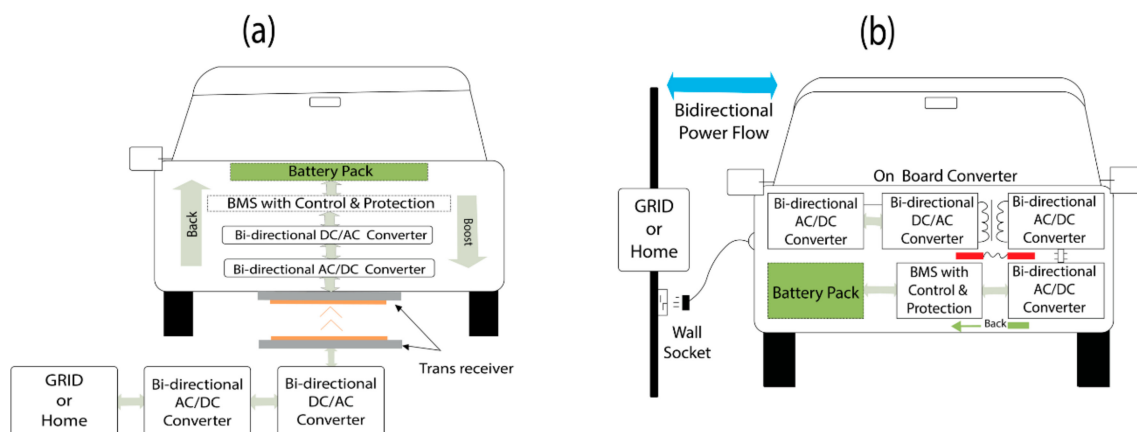 (a)
Battery Pack
BMS with Control & Protection
Back
Boost
Bi-directional DC/AC Converter
Bi-directional AC/DC Converter
Trans receiver
GRID
or
Home
Bi-directional
AC/DC
Converter
Bi-directional
DC/AC
Converter
(b)
Bidirectional
Power Flow
On Board Converter
GRID
or
Home
Bi-directional
AC/DC
Converter
Bi-directional
DC/AC
Converter
Bi-directional
AC/DC
Converter
Battery Pack
BMS with
Control &
Protection
Bi-directional
AC/DC
Converter
Back
Wall
Socket